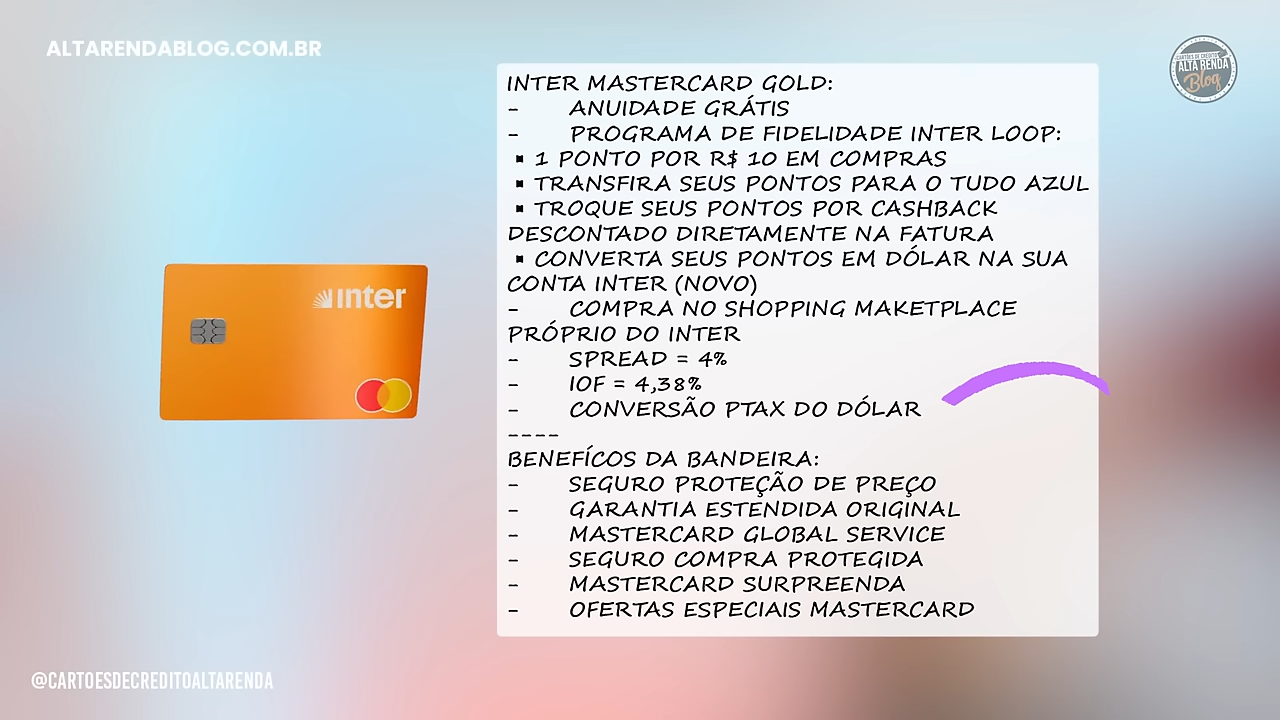 ALTARENDABLOG.COM.BR
CARTÕES DE CRÉDITO
ALTA RENDA
Blog
INTER MASTERCARD GOLD:
- ANUIDADE GRÁTIS
- PROGRAMA DE FIDELIDADE INTER LOOP:
▪ 1 PONTO POR R$ 10 EM COMPRAS
▪ TRANSFIRA SEUS PONTOS PARA O TUDO AZUL
▪ TROQUE SEUS PONTOS POR CASHBACK
DESCONTADO DIRETAMENTE NA FATURA
▪ CONVERTA SEUS PONTOS EM DÓLAR NA SUA
CONTA INTER (NOVO)
- COMPRA NO SHOPPING MAKETPLACE
PRÓPRIO DO INTER
- SPREAD = 4%
- IOF = 4,38%
- CONVERSÃO PTAX DO DÓLAR
----
BENEFÍCOS DA BANDEIRA:
- SEGURO PROTEÇÃO DE PREÇO
- GARANTIA ESTENDIDA ORIGINAL
- MASTERCARD GLOBAL SERVICE
- SEGURO COMPRA PROTEGIDA
- MASTERCARD SURPREENDA
- OFERTAS ESPECIAIS MASTERCARD
inter
@CARTOESDECREDITOALTARENDA